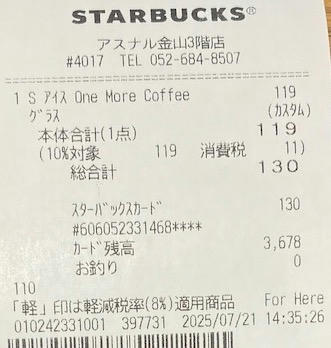 STARBUCKS®
アスナル金山3階店
#4017 TEL 052-684-8507
1 S アイス One More Coffee 119
グラス (カスタム)
本体合計(1点) 119
(10%対象 119 消費税 11)
総合計 130
スターバックスカード 130
#606052331468****
カード残高 3,678
お釣り 0
110
「軽」印は軽減税率(8%)適用商品 For Here
010242331001 397731 2025/07/21 14:35:26